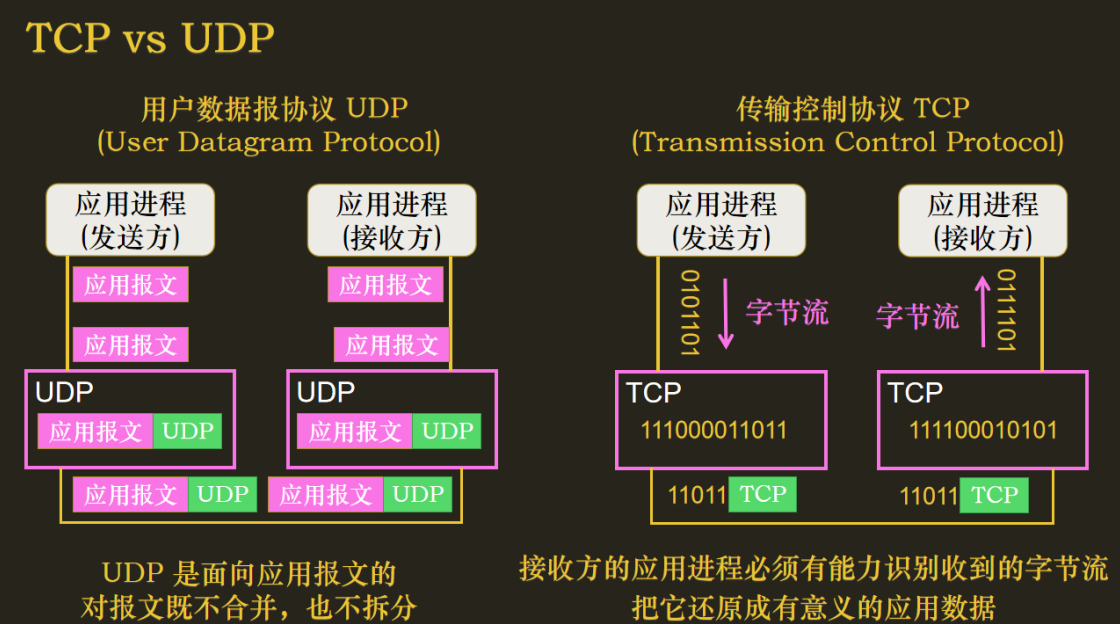 TCP vs UDP
用户数据报协议 UDP
(User Datagram Protocol)
应用进程
(发送方)
应用进程
(接收方)
应用报文
应用报文
应用报文
应用报文
UDP
应用报文 UDP
UDP
应用报文 UDP
应用报文 UDP
应用报文 UDP
UDP 是面向应用报文的
对报文既不合并，也不拆分
传输控制协议 TCP
(Transmission Control Protocol)
应用进程
(发送方)
应用进程
(接收方)
0101101
字节流
字节流
0111101
TCP
111000011011
TCP
111100010101
11011 TCP
11011 TCP
接收方的应用进程必须有能力识别收到的字节流
把它还原成有意义的应用数据